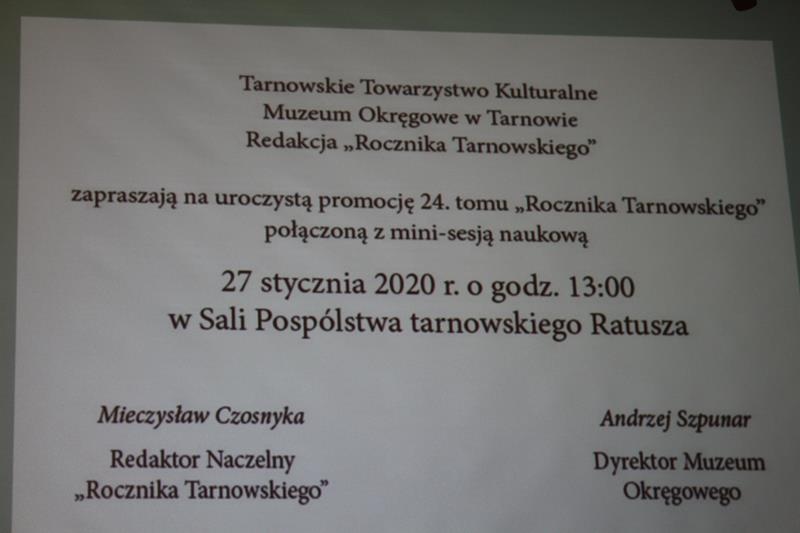 Tarnowskie Towarzystwo Kulturalne
Muzeum Okręgowe w Tarnowie
Redakcja „Rocznika Tarnowskiego”
zapraszają na uroczystą promocję 24. tomu „Rocznika Tarnowskiego”
połączoną z mini-sesją naukową
27 stycznia 2020 r. o godz. 13:00
w Sali Pospólstwa tarnowskiego Ratusza
Mieczysław Czosnyka
Redaktor Naczelny
„Rocznika Tarnowskiego”
Andrzej Szpunar
Dyrektor Muzeum
Okręgowego